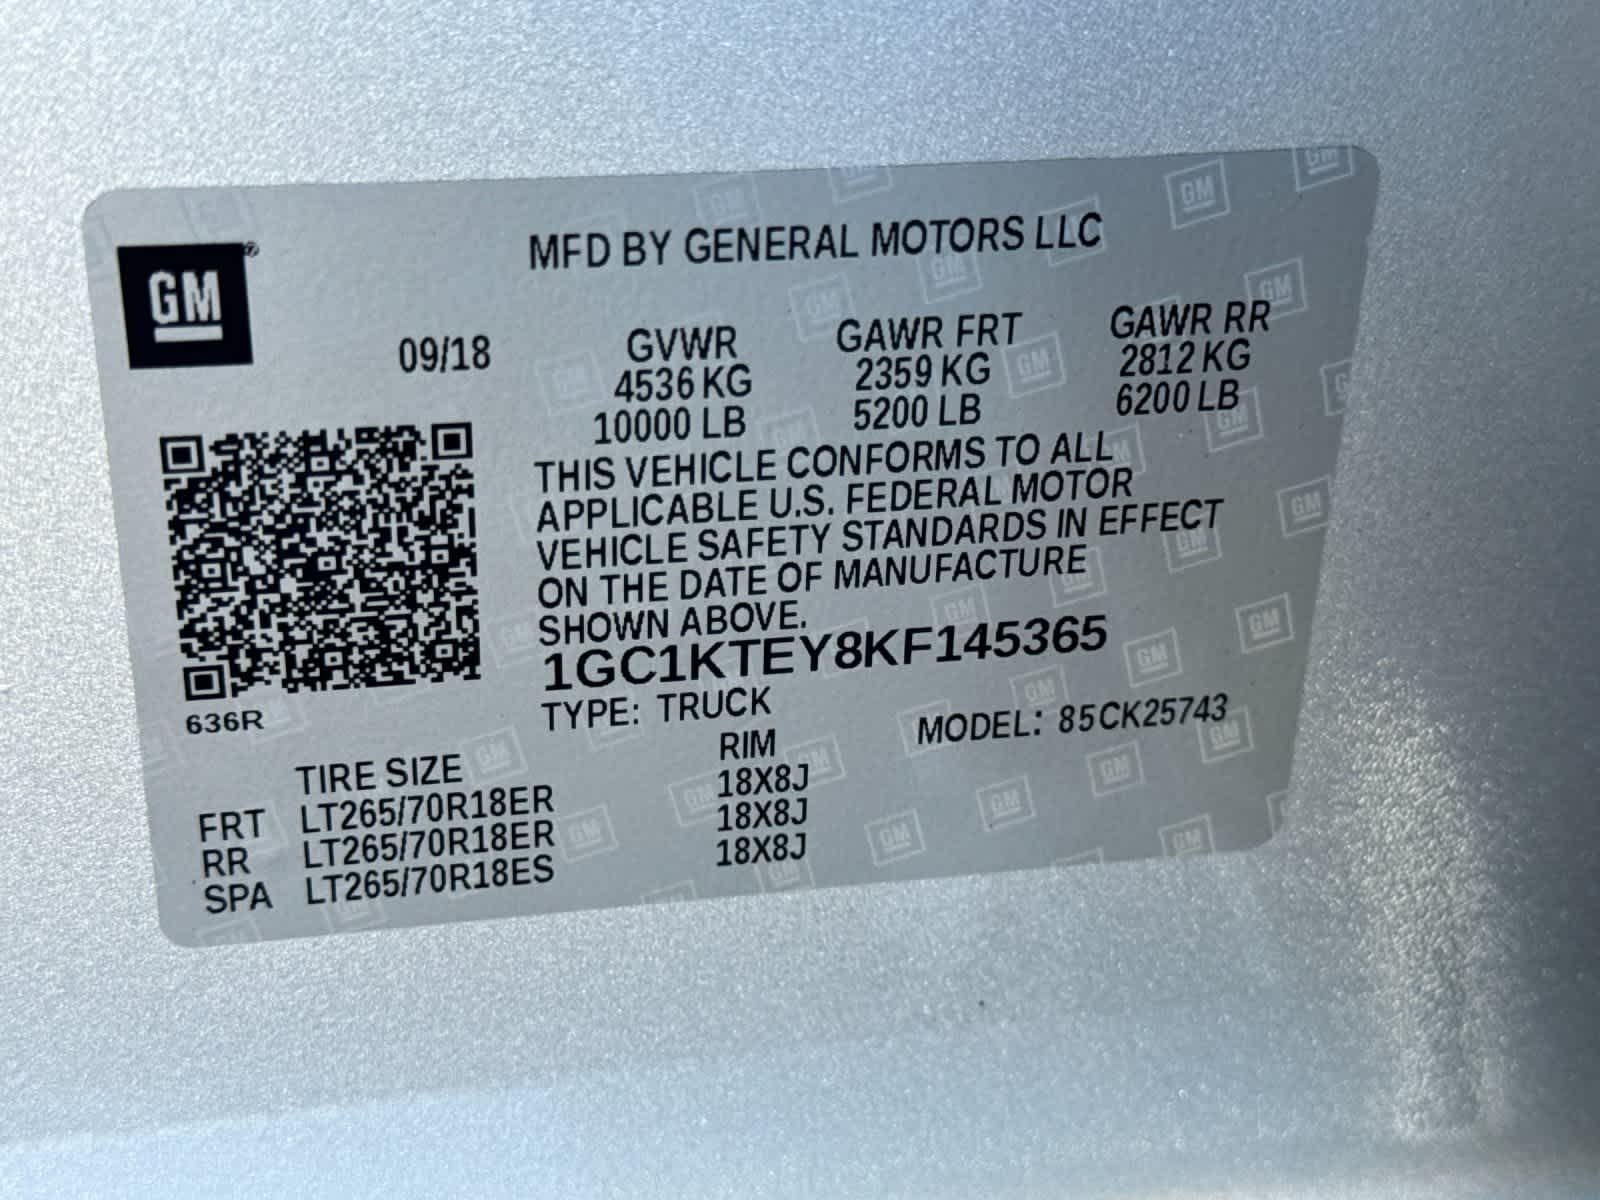 GM
MFD BY GENERAL MOTORS LLC
09/18 GVWR GAWR FRT GAWR RR
4536 KG 2359 KG 2812 KG
10000 LB 5200 LB 6200 LB
THIS VEHICLE CONFORMS TO ALL
APPLICABLE U.S. FEDERAL MOTOR
VEHICLE SAFETY STANDARDS IN EFFECT
ON THE DATE OF MANUFACTURE
SHOWN ABOVE.
1GC1KTEY8KF145365
636R
TYPE: TRUCK MODEL: 85CK25743
TIRE SIZE RIM
FRT LT265/70R18ER 18X8J
RR LT265/70R18ER 18X8J
SPA LT265/70R18ES 18X8J